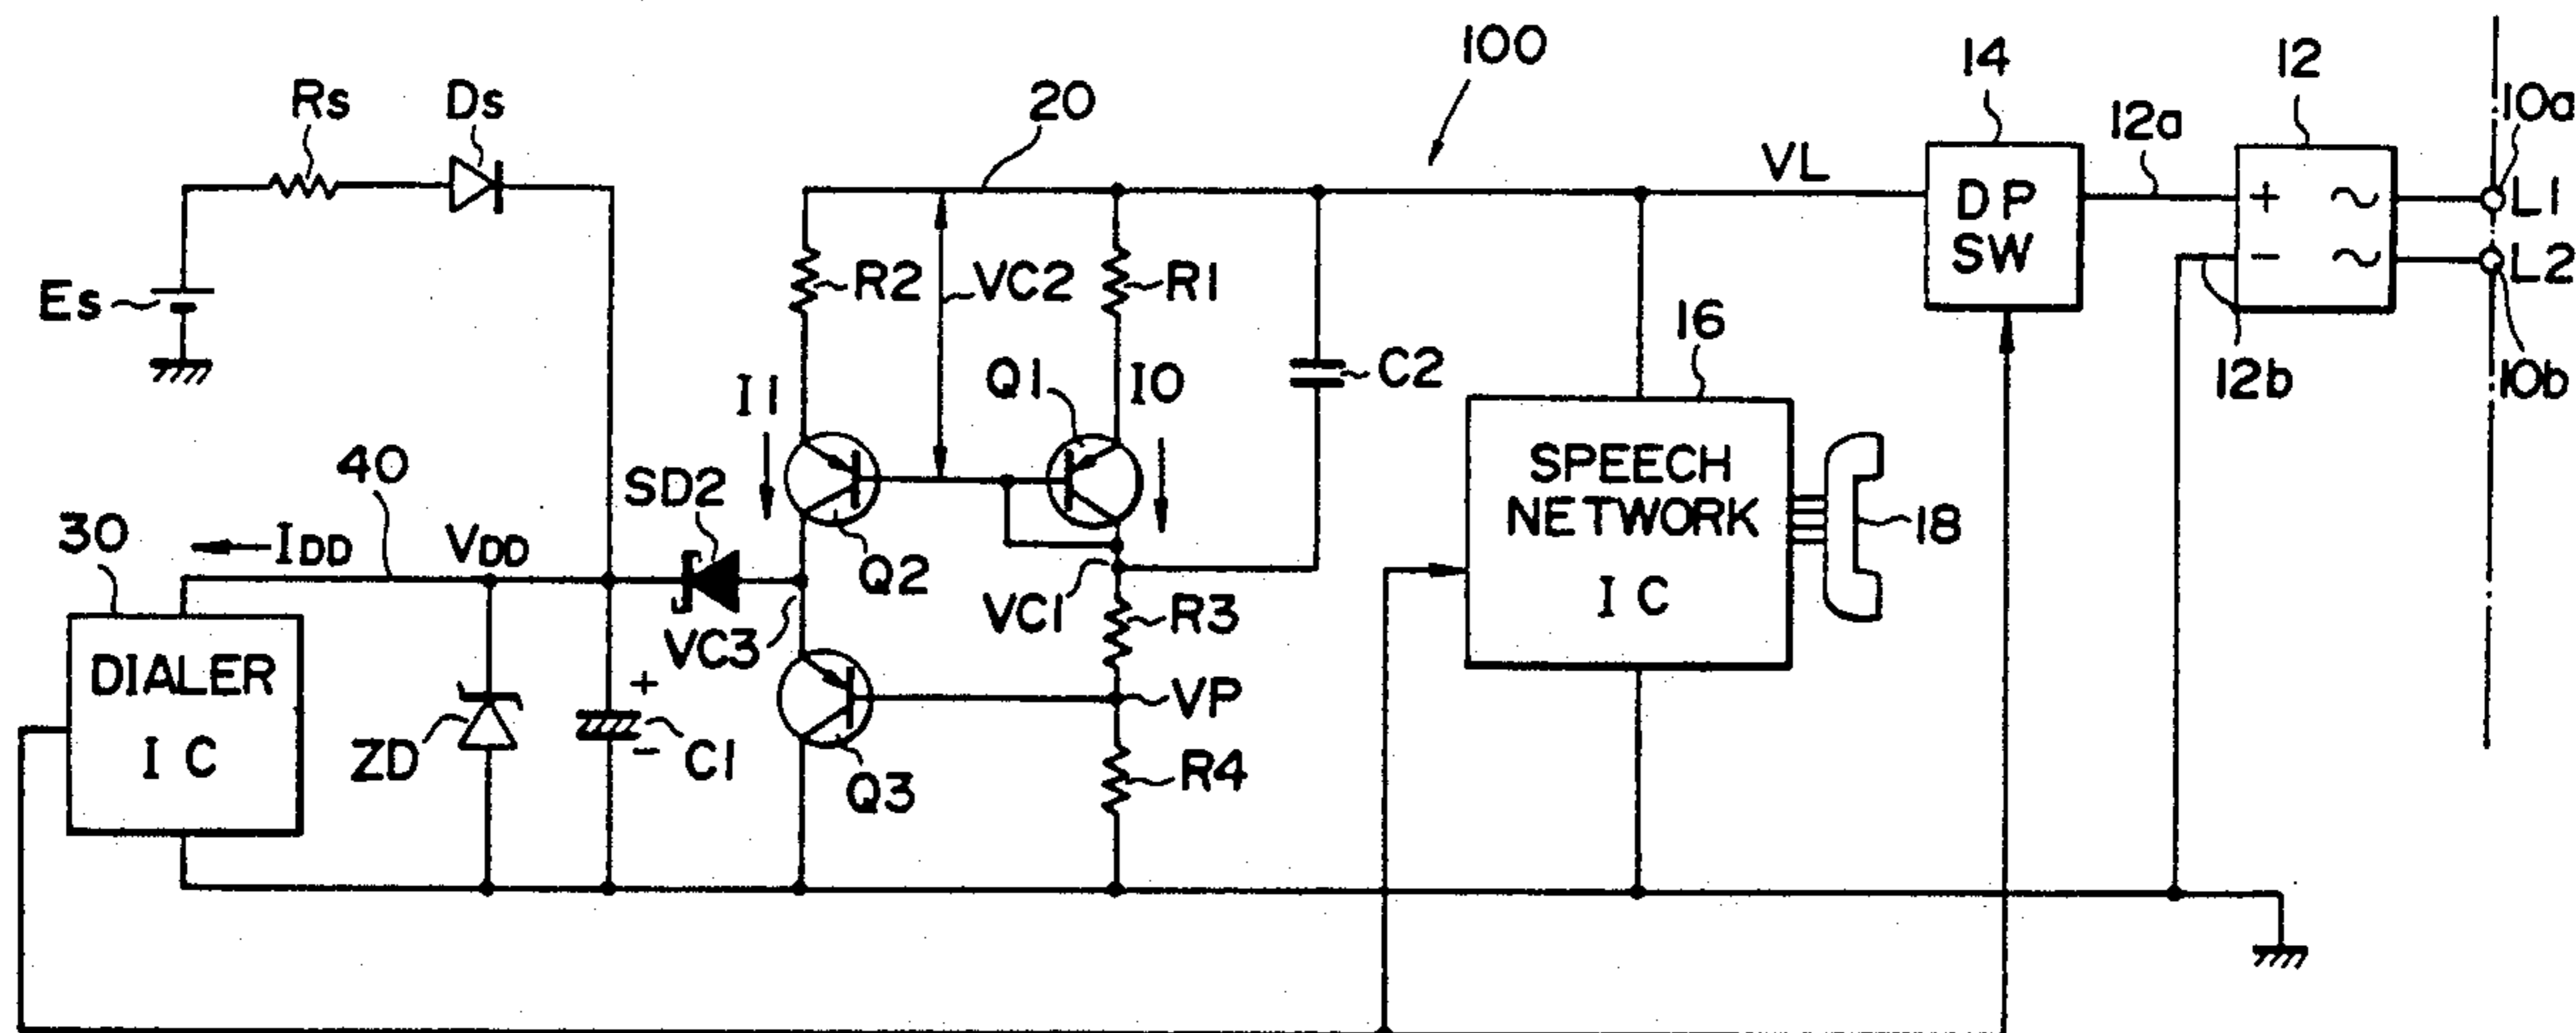 100
14
12
10a
Rs
Ds
20
12a
VL
DP
SW
+
~
L1
−
~
L2
Es
R2
VC2
R1
16
12b
10b
Q1
I0
C2
I1
40
SD2
SPEECH
NETWORK
IC
18
30
IDD
VDD
Q2
VC3
VC1
R3
DIALER
IC
+
−
ZD
C1
VP
Q3
R4